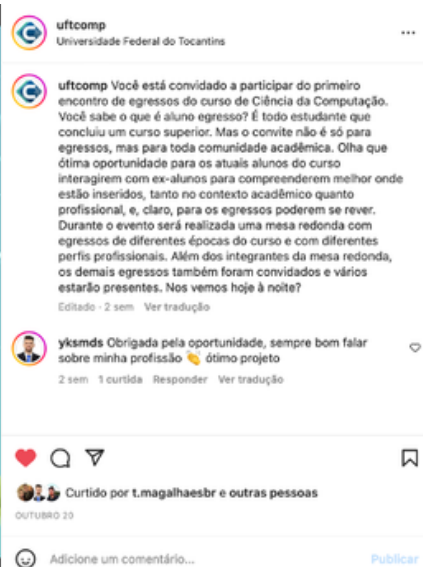 uftcomp
Universidade Federal do Tocantins
uftcomp Você está convidado a participar do primeiro
encontro de egressos do curso de Ciência da Computação.
Você sabe o que é aluno egresso? É todo estudante que
concluiu um curso superior. Mas o convite não é só para
egressos, mas para toda comunidade acadêmica. Olha que
ótima oportunidade para os atuais alunos do curso
interagirem com ex-alunos para compreenderem melhor onde
estão inseridos, tanto no contexto acadêmico quanto
profissional, e, claro, para os egressos poderem se rever.
Durante o evento será realizada uma mesa redonda com
egressos de diferentes épocas do curso e com diferentes
perfis profissionais. Além dos integrantes da mesa redonda,
os demais egressos também foram convidados e vários
estarão presentes. Nos vemos hoje à noite?
Editado · 2 sem Ver tradução
yksmds Obrigada pela oportunidade, sempre bom falar
sobre minha profissão 👏 ótimo projeto
2 sem 1 curtida Responder Ver tradução
Curtido por t.magalhaesbr e outras pessoas
OUTUBRO 20
Adicione um comentário...
Publicar